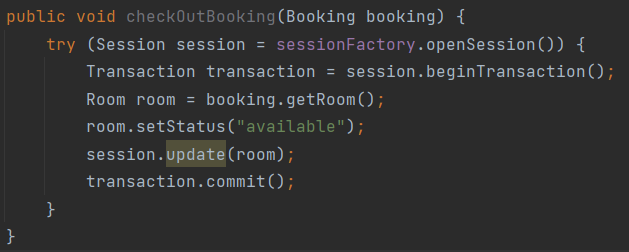 public void checkOutBooking(Booking booking) {
    try (Session session = sessionFactory.openSession()) {
        Transaction transaction = session.beginTransaction();
        Room room = booking.getRoom();
        room.setStatus("available");
        session.update(room);
        transaction.commit();
    }
}